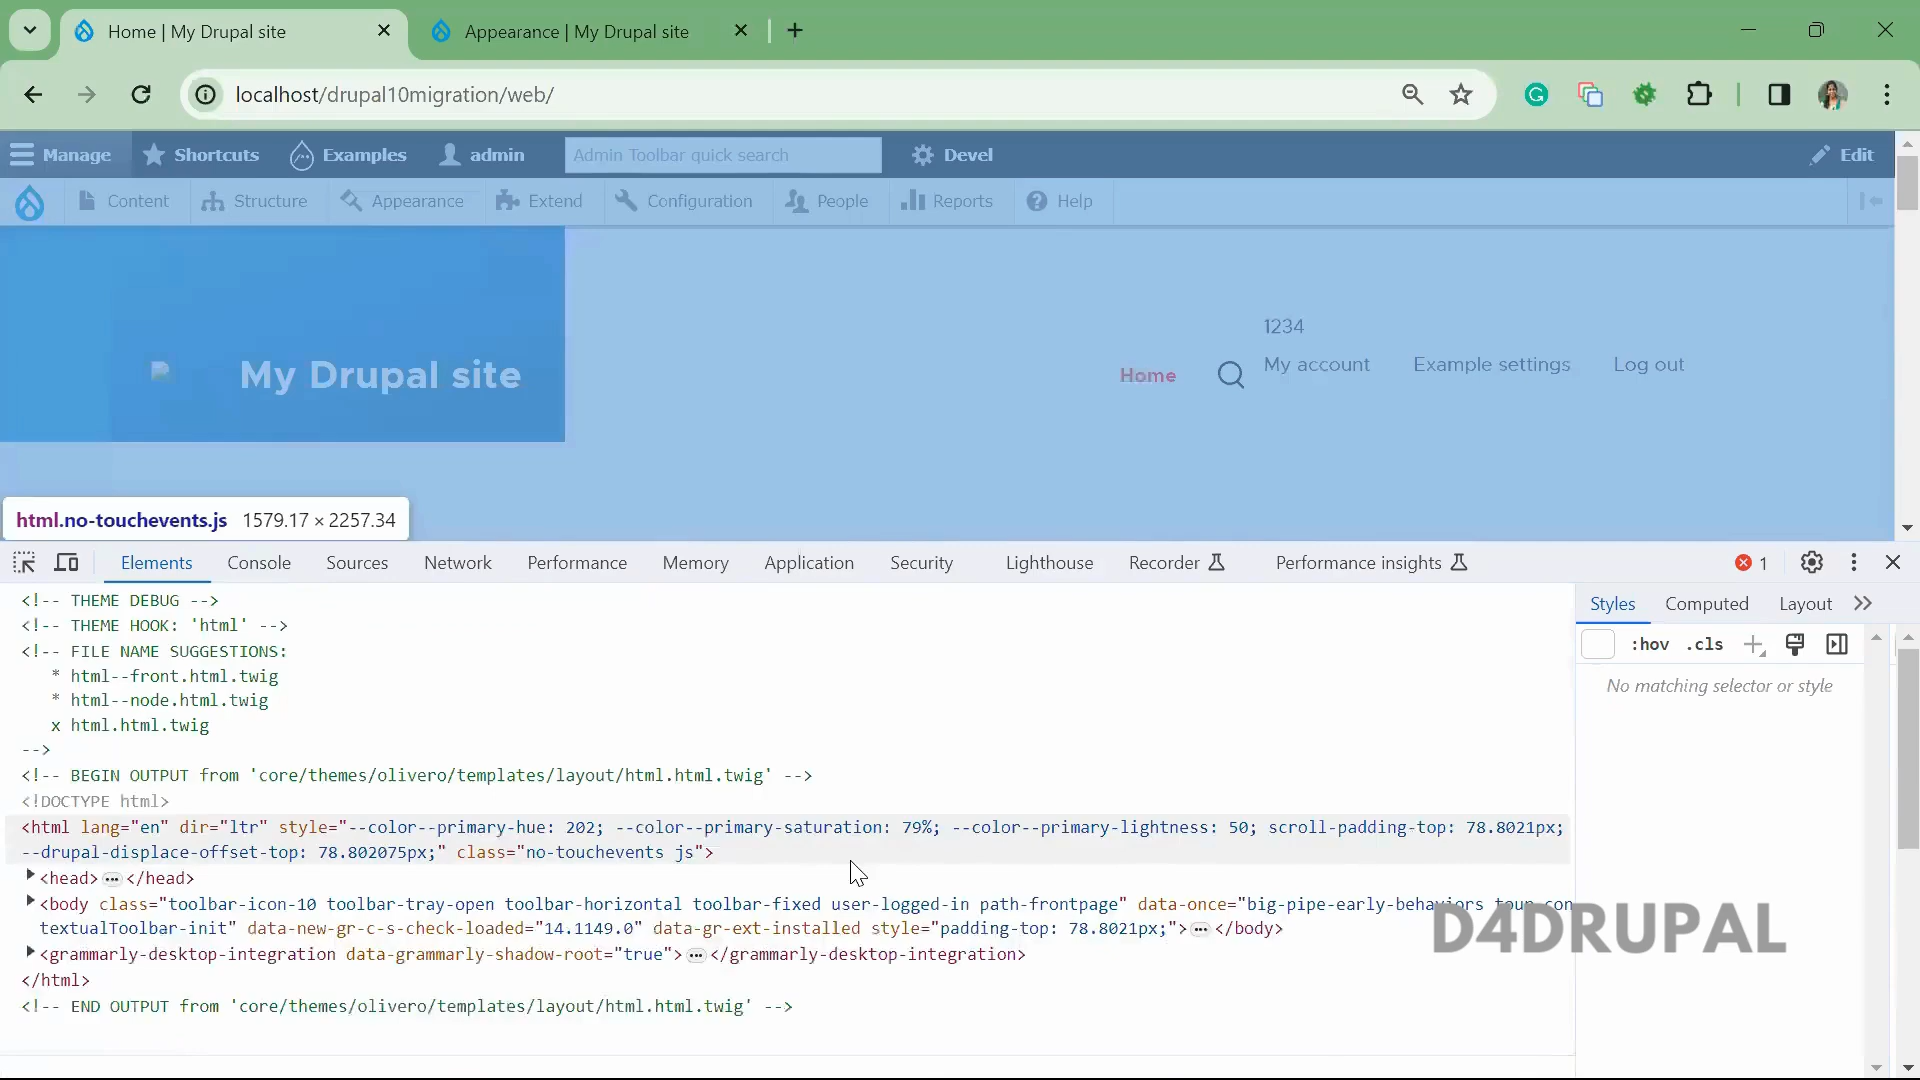 Home | My Drupal site
Appearance | My Drupal site
localhost/drupal10migration/web/
Manage Shortcuts Examples admin Admin Toolbar quick search Devel Edit
Content Structure Appearance Extend Configuration People Reports Help
1234
My Drupal site Home My account Example settings Log out
html.no-touchevents.js 1579.17 × 2257.34
Elements Console Sources Network Performance Memory Application Security Lighthouse Recorder Performance insights 1
<!-- THEME DEBUG -->
<!-- THEME HOOK: 'html' -->
<!-- FILE NAME SUGGESTIONS:
* html--front.html.twig
* html--node.html.twig
x html.html.twig
-->
<!-- BEGIN OUTPUT from 'core/themes/olivero/templates/layout/html.html.twig' -->
<!DOCTYPE html>
<html lang="en" dir="ltr" style="--color--primary-hue: 202; --color--primary-saturation: 79%; --color--primary-lightness: 50; scroll-padding-top: 78.8021px;
--drupal-displace-offset-top: 78.802075px;" class="no-touchevents js">
<head>…</head>
<body class="toolbar-icon-10 toolbar-tray-open toolbar-horizontal toolbar-fixed user-logged-in path-frontpage" data-once="big-pipe-early-behaviors tour con
textualToolbar-init" data-new-gr-c-s-check-loaded="14.1149.0" data-gr-ext-installed style="padding-top: 78.8021px;">…</body>
<grammarly-desktop-integration data-grammarly-shadow-root="true">…</grammarly-desktop-integration>
</html>
<!-- END OUTPUT from 'core/themes/olivero/templates/layout/html.html.twig' -->
Styles Computed Layout
:hov .cls
No matching selector or style
D4DRUPAL